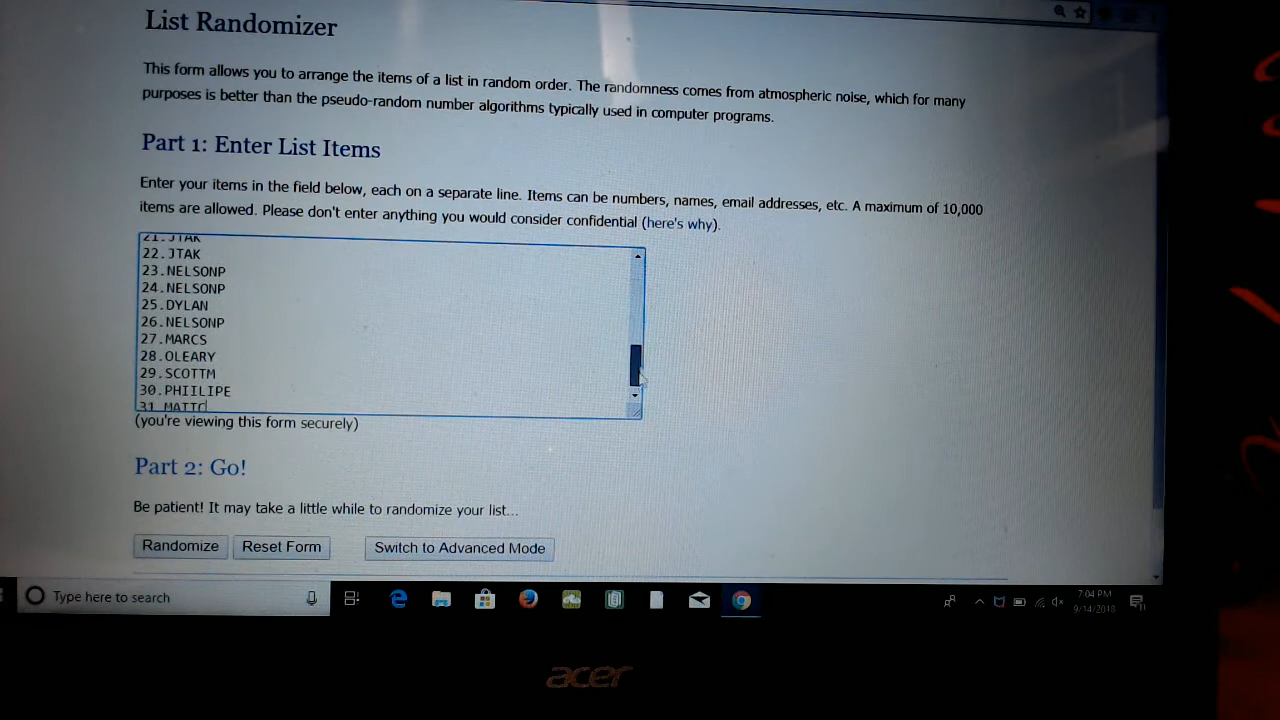 List Randomizer
This form allows you to arrange the items of a list in random order. The randomness comes from atmospheric noise, which for many
purposes is better than the pseudo-random number algorithms typically used in computer programs.
Part 1: Enter List Items
Enter your items in the field below, each on a separate line. Items can be numbers, names, email addresses, etc. A maximum of 10,000
items are allowed. Please don't enter anything you would consider confidential (here's why).
21.JTAK
22.JTAK
23.NELSONP
24.NELSONP
25.DYLAN
26.NELSONP
27.MARCS
28.OLEARY
29.SCOTTM
30.PHIILIPE
(you're viewing this form securely)
Part 2: Go!
Be patient! It may take a little while to randomize your list...
Randomize Reset Form Switch to Advanced Mode
Type here to search
7:04 PM
9/14/2018
acer